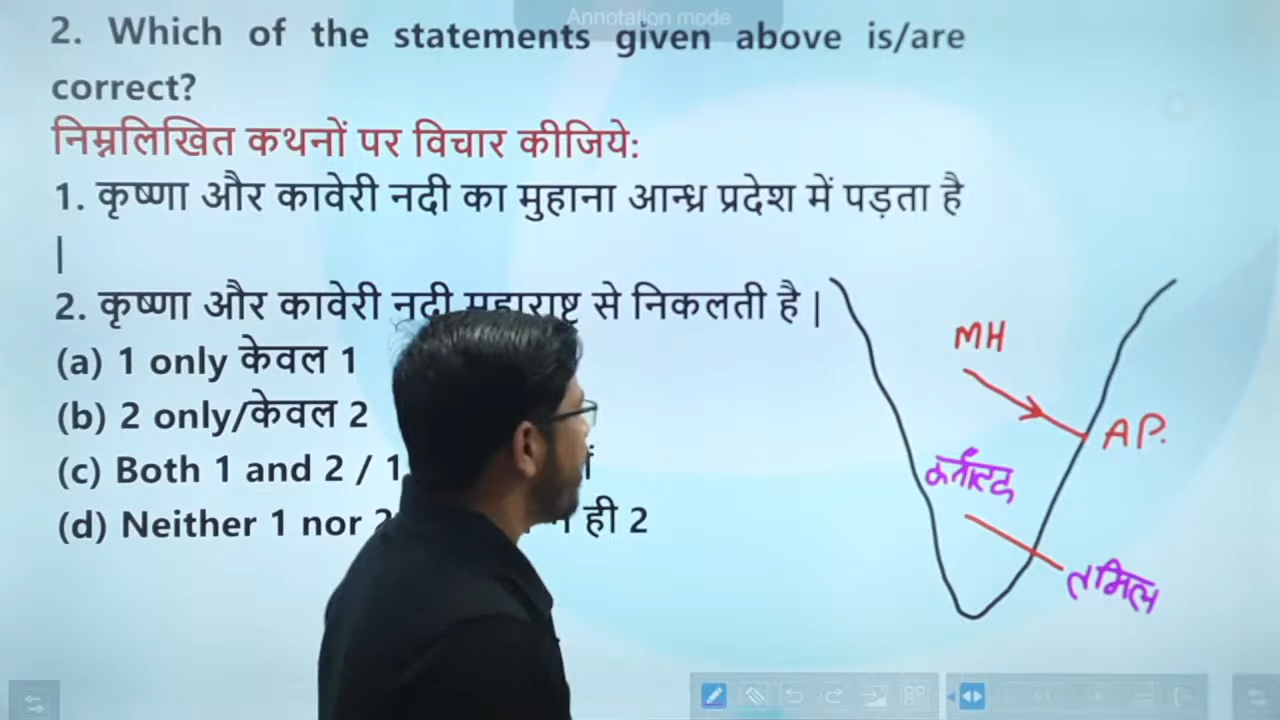 Annotation mode
2. Which of the statements given above is/are
correct?
निम्नलिखित कथनों पर विचार कीजिये:
1. कृष्णा और कावेरी नदी का मुहाना आन्ध्र प्रदेश में पड़ता है
|
2. कृष्णा और कावेरी नदी महाराष्ट्र से निकलती है |
(a) 1 only केवल 1
(b) 2 only/केवल 2
(c) Both 1 and 2 / 1
(d) Neither 1 nor ही 2
MH
AP.
कर्नाटक
तमिल